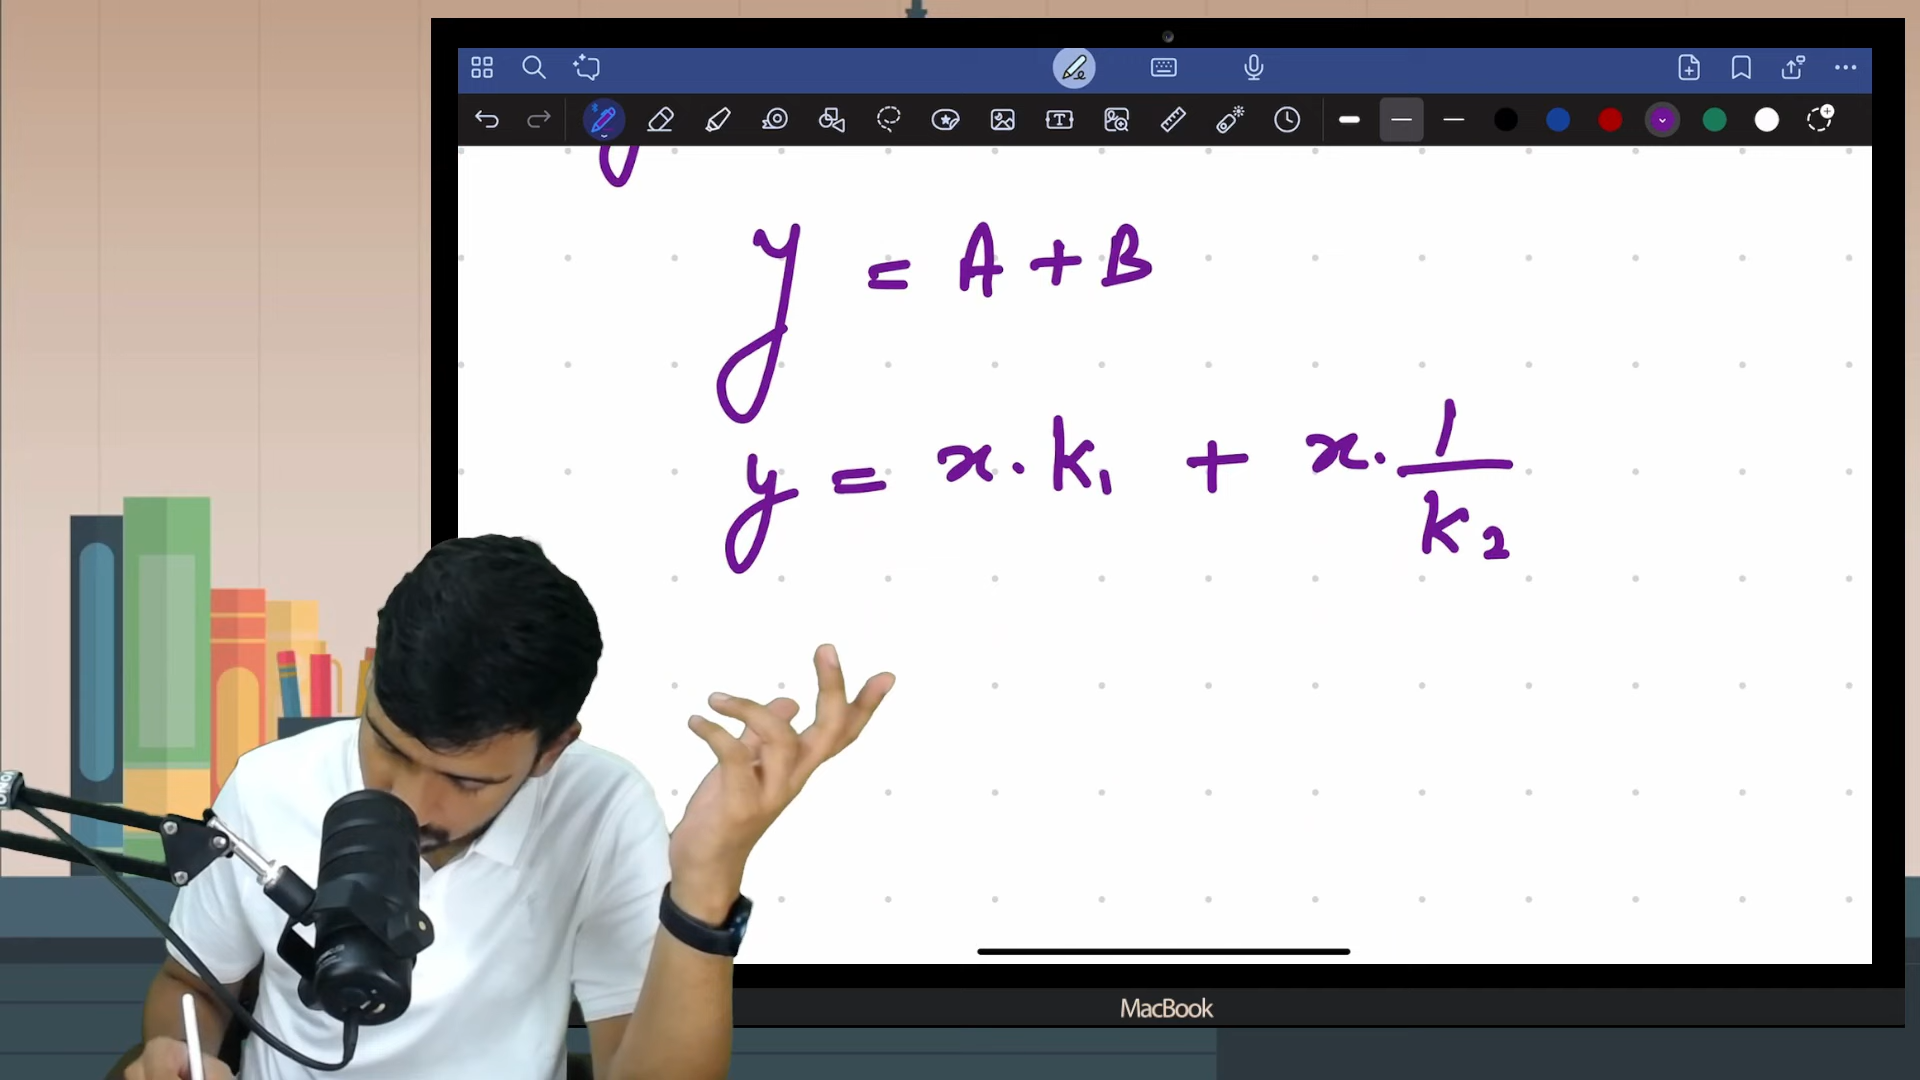 y = A + B
y = x. k₁ + x. 1/k₂
MacBook